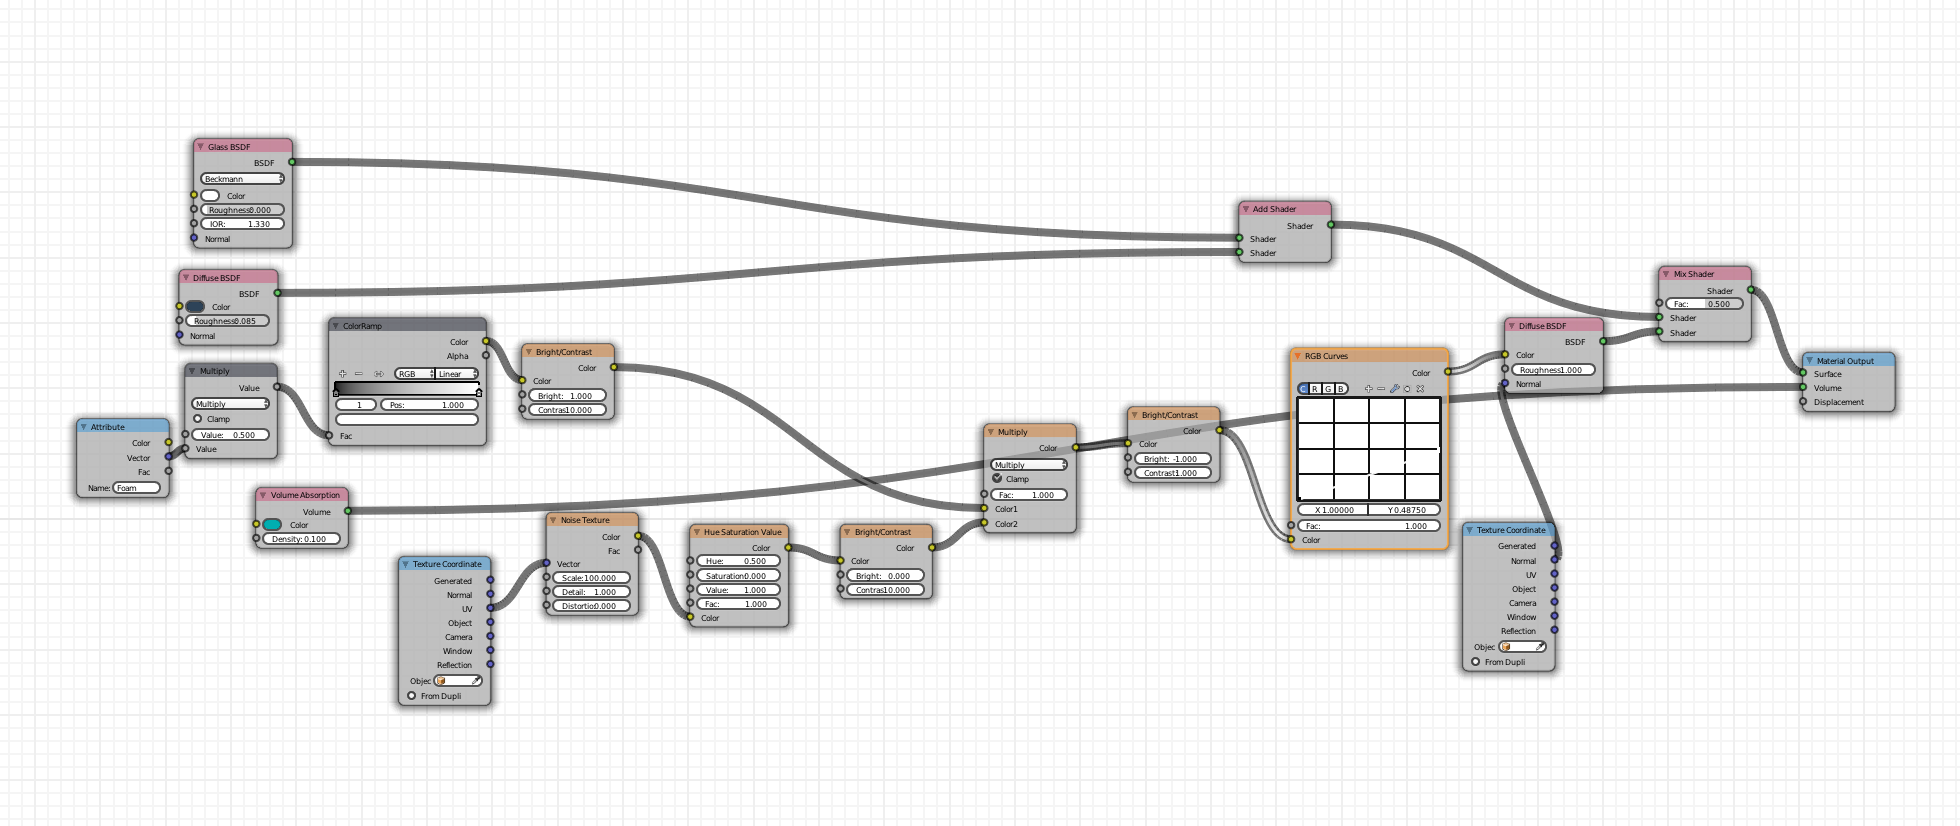 Glass BSDF
BSDF
Beckmann
Color
Roughness0.000
IOR: 1.330
Normal
Diffuse BSDF
BSDF
Color
Roughness0.085
Normal
Multiply
Value
Multiply
Clamp
Value: 0.500
Value
Attribute
Color
Vector
Fac
Name: Foam
ColorRamp
Color
Alpha
RGB Linear
1 Pos: 1.000
Fac
Bright/Contrast
Color
Color
Bright: 1.000
Contras10.000
Volume Absorption
Volume
Color
Density: 0.100
Texture Coordinate
Generated
Normal
UV
Object
Camera
Window
Reflection
Objec
From Dupli
Noise Texture
Color
Fac
Vector
Scale:100.000
Detail: 1.000
Distortio0.000
Hue Saturation Value
Color
Hue: 0.500
Saturation0.000
Value: 1.000
Fac: 1.000
Color
Bright/Contrast
Color
Color
Bright: 0.000
Contras10.000
Multiply
Color
Multiply
Clamp
Fac: 1.000
Color1
Color2
Bright/Contrast
Color
Color
Bright: -1.000
Contrast1.000
Add Shader
Shader
Shader
Shader
RGB Curves
Color
C R G B
X 1.00000 Y 0.48750
Fac: 1.000
Color
Diffuse BSDF
BSDF
Color
Roughness1.000
Normal
Texture Coordinate
Generated
Normal
UV
Object
Camera
Window
Reflection
Objec
From Dupli
Mix Shader
Shader
Fac: 0.500
Shader
Shader
Material Output
Surface
Volume
Displacement